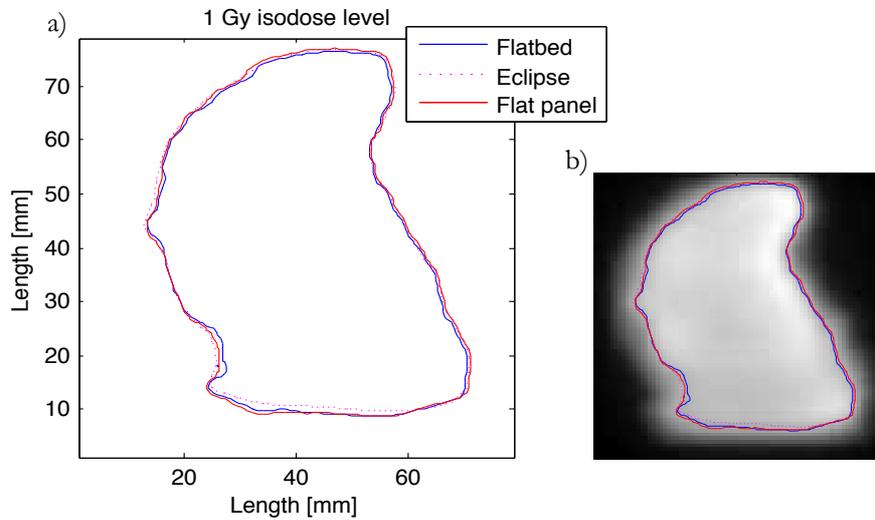 a)
1 Gy isodose level
Flatbed
Eclipse
Flat panel
70
60
50
40
30
20
10
Length [mm]
20
40
60
Length [mm]
b)